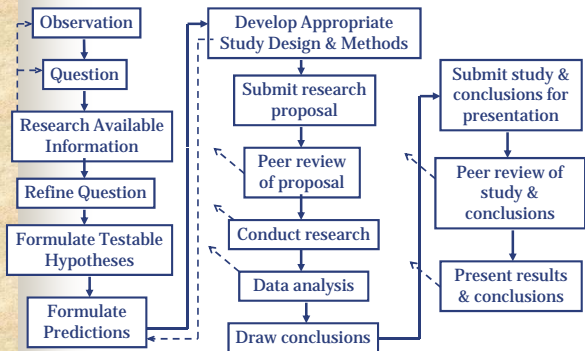 Observation
Question
Research Available
Information
Refine Question
Formulate Testable
Hypotheses
Formulate
Predictions
Develop Appropriate
Study Design & Methods
Submit research
proposal
Peer review
of proposal
Conduct research
Data analysis
Draw conclusions
Submit study &
conclusions for
presentation
Peer review of
study &
conclusions
Present results
& conclusions